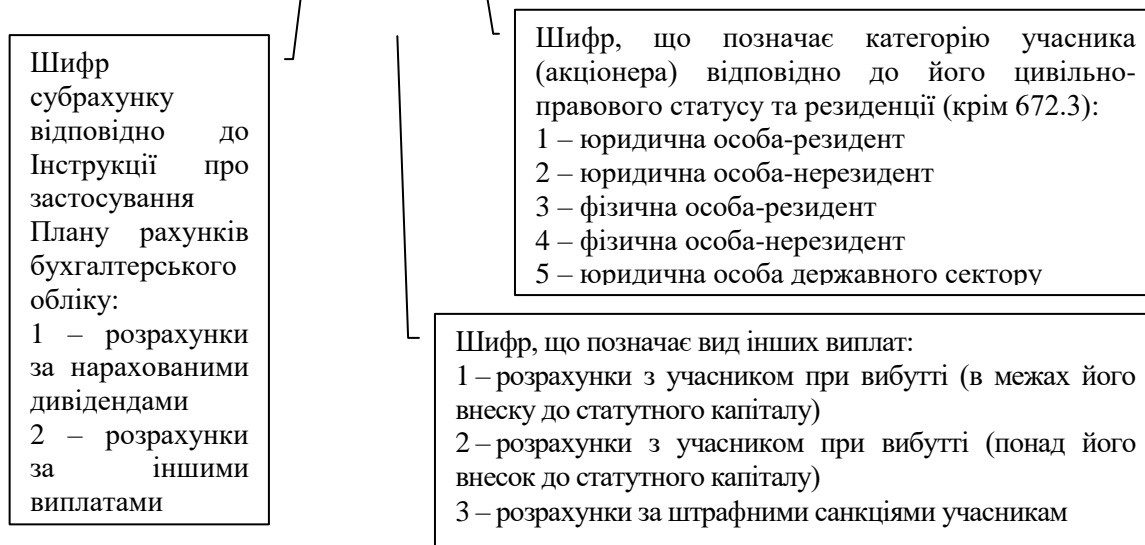 Шифр
субрахунку
відповідно до
Інструкції про
застосування
Плану рахунків
бухгалтерського
обліку:
1 – розрахунки
за нарахованими
дивідендами
2 – розрахунки
за іншими
виплатами
Шифр, що позначає категорію учасника
(акціонера) відповідно до його цивільно-
правового статусу та резиденції (крім 672.3):
1 – юридична особа-резидент
2 – юридична особа-нерезидент
3 – фізична особа-резидент
4 – фізична особа-нерезидент
5 – юридична особа державного сектору
Шифр, що позначає вид інших виплат:
1 – розрахунки з учасником при вибутті (в межах його
внеску до статутного капіталу)
2 – розрахунки з учасником при вибутті (понад його
внесок до статутного капіталу)
3 – розрахунки за штрафними санкціями учасникам